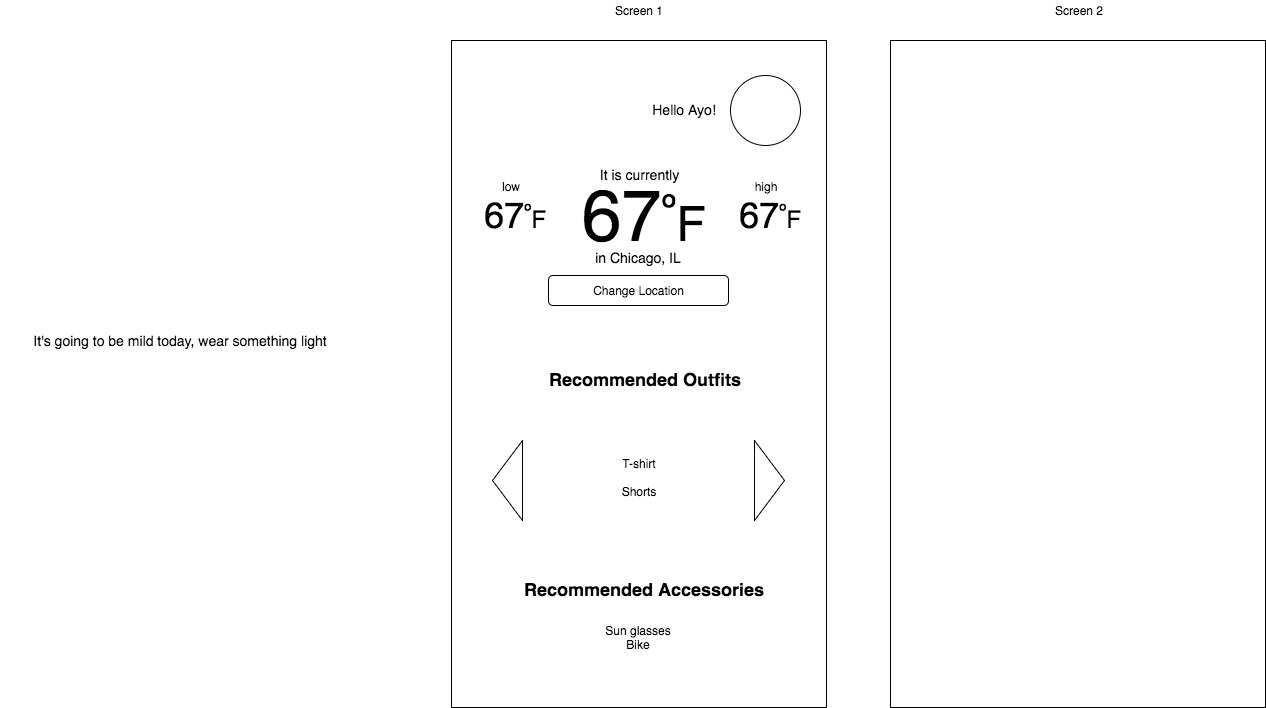 Screen 1
Screen 2
Hello Ayo!
It is currently
low
high
67°F
67°F
67°F
in Chicago, IL
Change Location
It's going to be mild today, wear something light
Recommended Outfits
T-shirt
Shorts
Recommended Accessories
Sun glasses
Bike